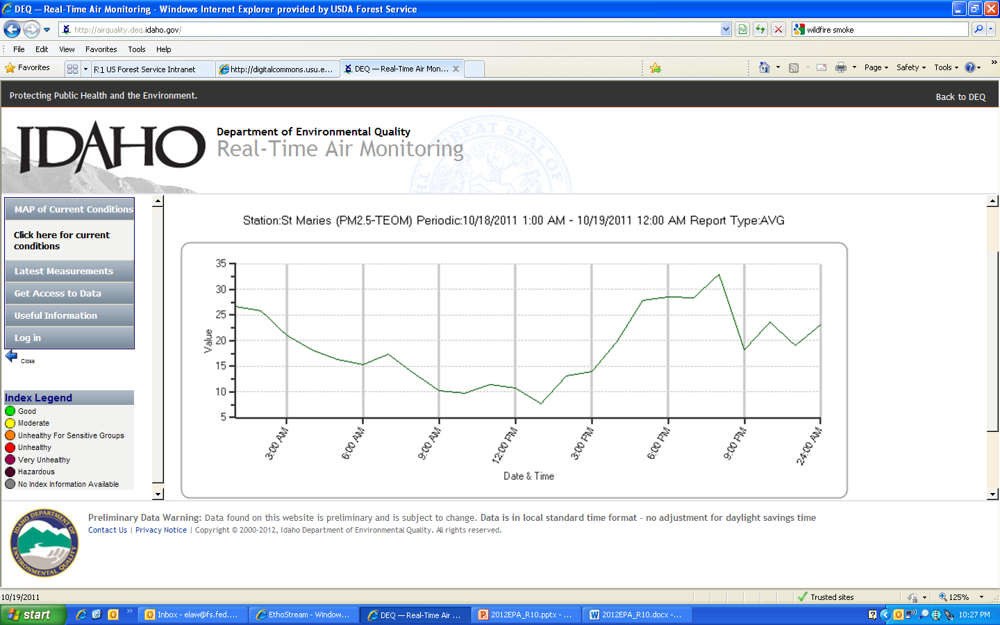 DEQ — Real-Time Air Monitoring - Windows Internet Explorer provided by USDA Forest Service
http://airquality.deq.idaho.gov/
wildfire smoke
File Edit View Favorites Tools Help
Favorites
R1 US Forest Service Intranet
http://digitalcommons.usu.e...
DEQ — Real-Time Air Mon...
Page Safety Tools
Protecting Public Health and the Environment.
Back to DEQ
IDAHO
Department of Environmental Quality
Real-Time Air Monitoring
GREAT SEAL OF
MAP of Current Conditions
Click here for current
conditions
Latest Measurements
Get Access to Data
Useful Information
Log in
Close
Index Legend
Good
Moderate
Unhealthy For Sensitive Groups
Unhealthy
Very Unhealthy
Hazardous
No Index Information Available
Station:St Maries (PM2.5-TEOM) Periodic:10/18/2011 1:00 AM - 10/19/2011 12:00 AM Report Type:AVG
35
30
25
20
15
10
5
Value
3:00 AM
6:00 AM
9:00 AM
12:00 PM
3:00 PM
6:00 PM
9:00 PM
24:00 AM
Date & Time
IDAHO DEPARTMENT OF
ENVIRONMENTAL QUALITY
Preliminary Data Warning: Data found on this website is preliminary and is subject to change. Data is in local standard time format - no adjustment for daylight savings time
Contact Us | Privacy Notice | Copyright © 2000-2012, Idaho Department of Environmental Quality. All rights reserved.
10/19/2011
Trusted sites
125%
start
Inbox - elaw@fs.fed....
EthoStream - Window...
DEQ — Real-Time Air ...
2012EPA_R10.pptx - ...
2012EPA_R10.docx -...
10:27 PM